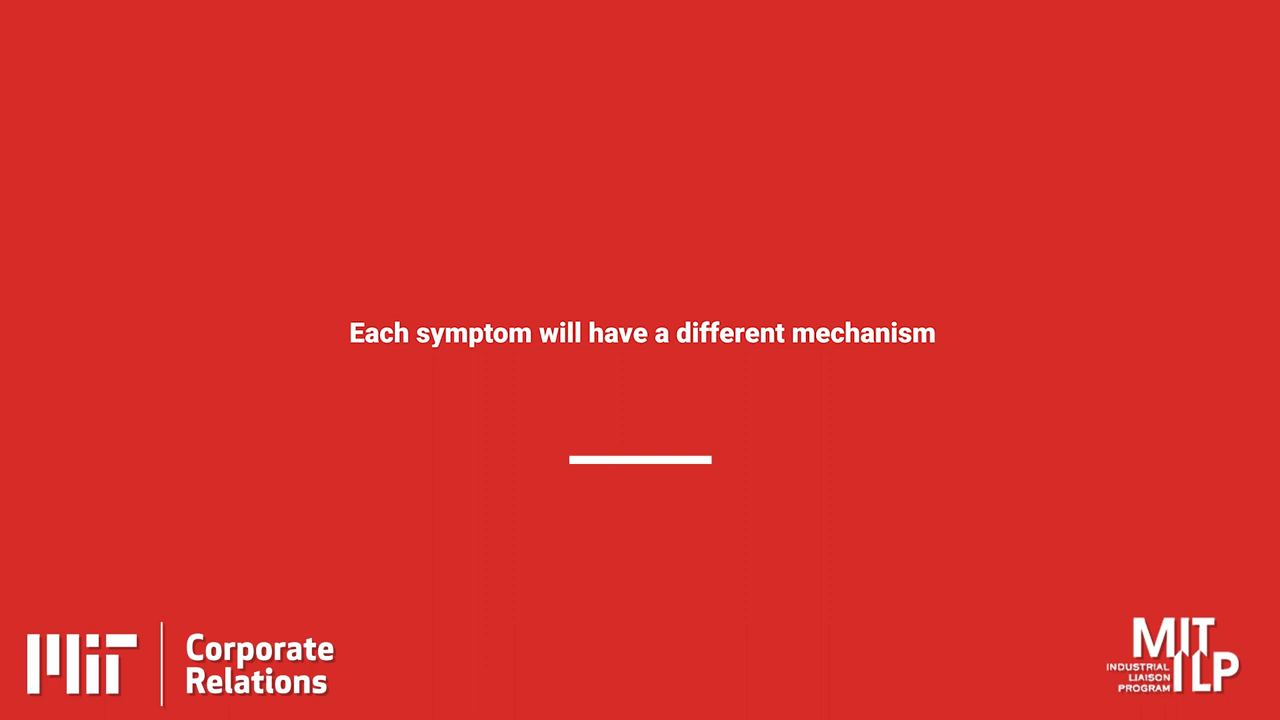 Each symptom will have a different mechanism
MIT
Corporate
Relations
MIT
ILP
INDUSTRIAL
LIAISON
PROGRAM